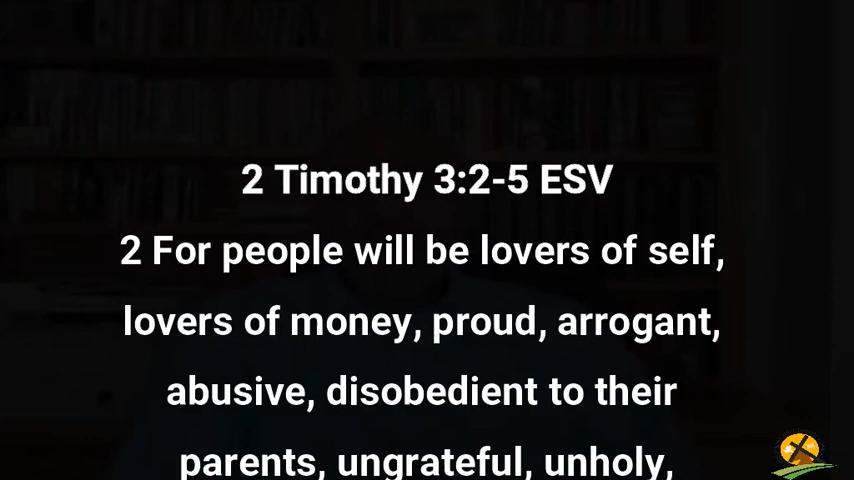 2 Timothy 3:2-5 ESV
2 For people will be lovers of self,
lovers of money, proud, arrogant,
abusive, disobedient to their
parents, ungrateful, unholy,